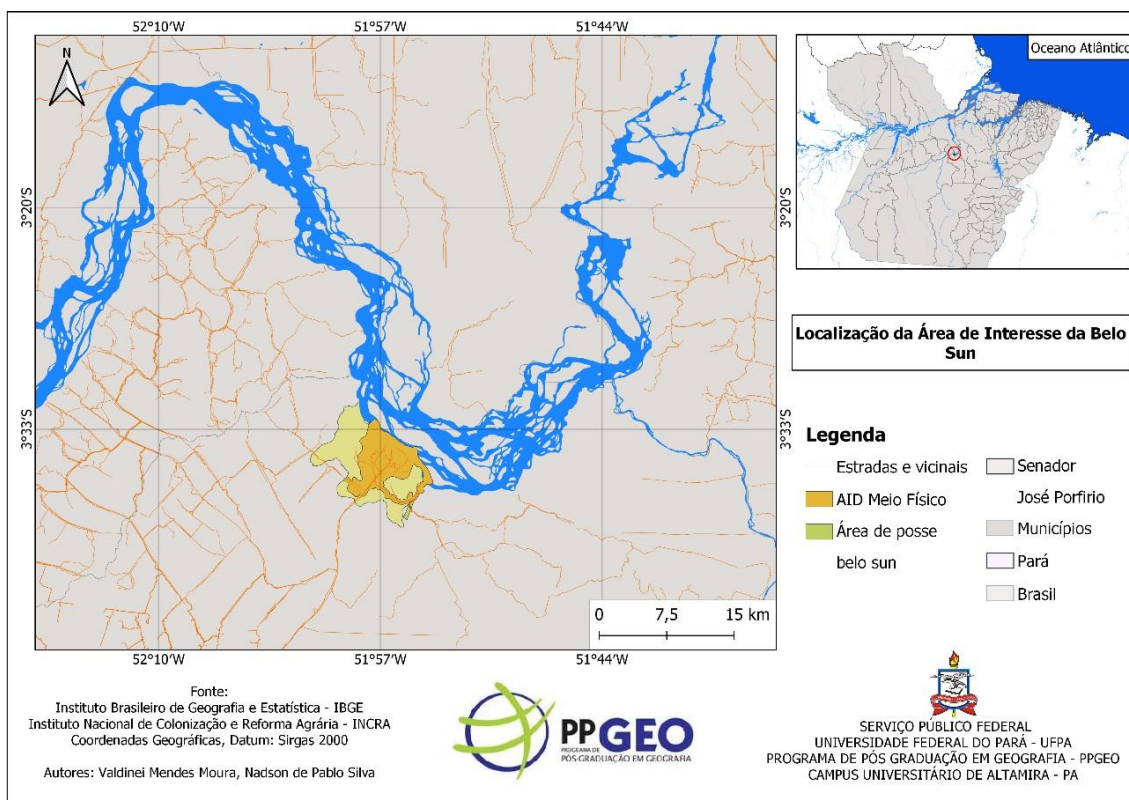 52°10'W 51°57'W 51°44'W
N
3°20'S 3°20'S
3°33'S 3°33'S
0 7,5 15 km
52°10'W 51°57'W 51°44'W
Oceano Atlântico
Localização da Área de Interesse da Belo
Sun
Legenda
Estradas e vicinais
AID Meio Físico
Área de posse
belo sun
Senador
José Porfirio
Municípios
Pará
Brasil
Fonte:
Instituto Brasileiro de Geografia e Estatística - IBGE
Instituto Nacional de Colonização e Reforma Agrária - INCRA
Coordenadas Geográficas, Datum: Sirgas 2000
Autores: Valdinei Mendes Moura, Nadson de Pablo Silva
PPGEO
PROGRAMA DE
PÓS-GRADUAÇÃO EM GEOGRAFIA
SERVIÇO PÚBLICO FEDERAL
UNIVERSIDADE FEDERAL DO PARÁ - UFPA
PROGRAMA DE PÓS GRADUAÇÃO EM GEOGRAFIA - PPGEO
CAMPUS UNIVERSITÁRIO DE ALTAMIRA - PA